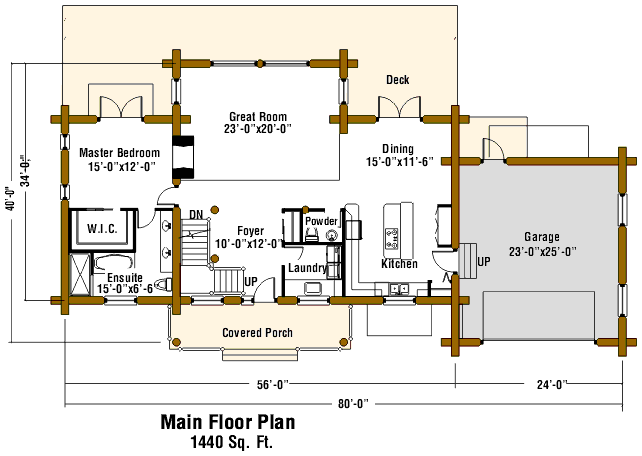 Deck
Great Room
23'-0"x20'-0"
Master Bedroom
15'-0"x12'-0"
Dining
15'-0"x11'-6"
34'-0"
40'-0"
W.I.C.
DN
Foyer
10'-0"x12'-0"
Powder
Garage
23'-0"x25'-0"
Ensuite
15'-0"x6'-6
UP
Laundry
Kitchen
UP
Covered Porch
56'-0"
24'-0"
80'-0"
Main Floor Plan
1440 Sq. Ft.